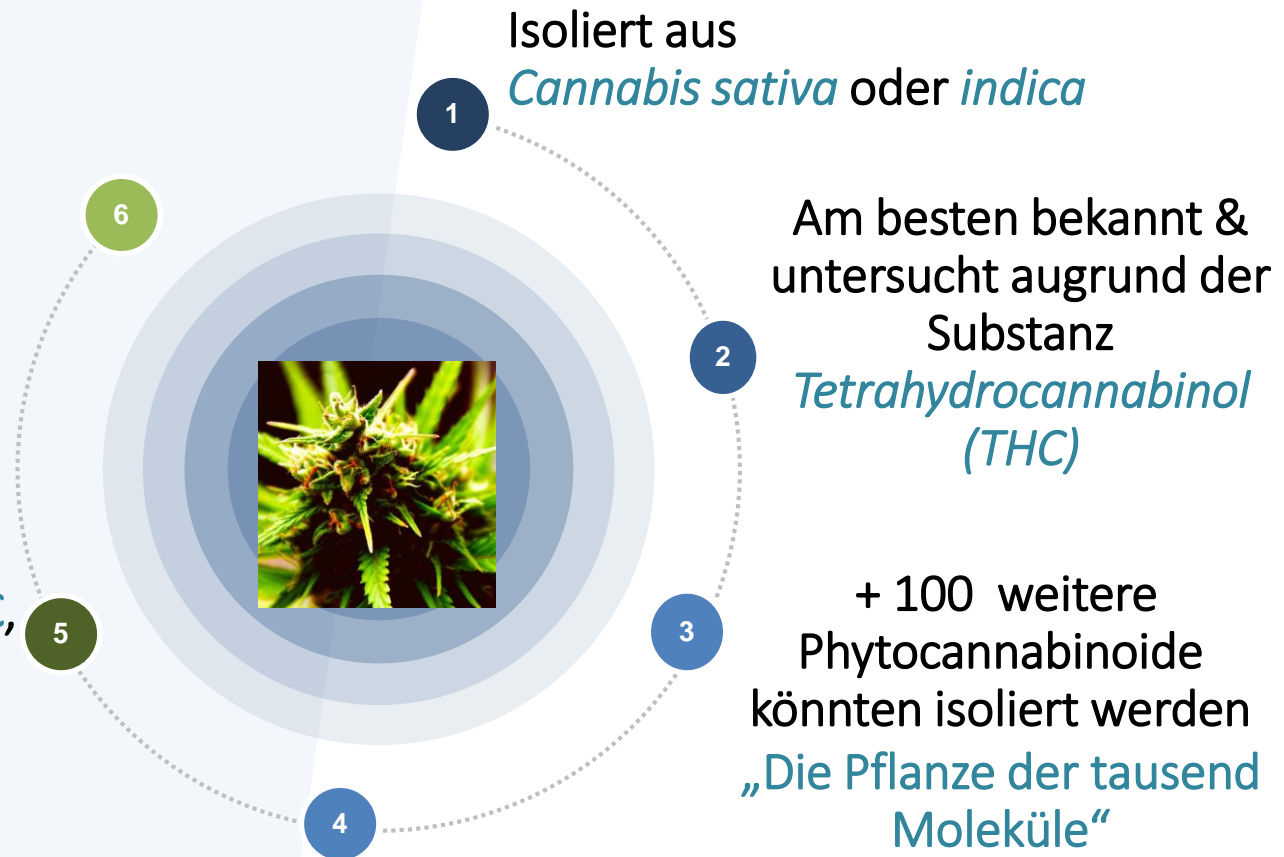 1
Isoliert aus
Cannabis sativa oder indica
2
Am besten bekannt &
untersucht augrund der
Substanz
Tetrahydrocannabinol
(THC)
3
+ 100 weitere
Phytocannabinoide
könnten isoliert werden
„Die Pflanze der tausend
Moleküle“
4
5
6